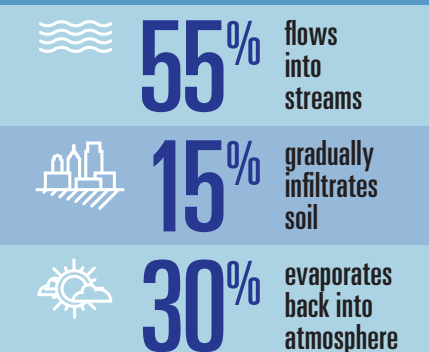 55% flows
into
streams
15% gradually
infiltrates
soil
30% evaporates
back into
atmosphere